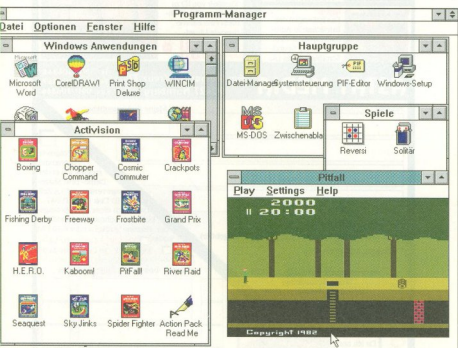 Programm-Manager
Datei Optionen Fenster Hilfe
Windows Anwendungen
Microsoft Word
CorelDRAW!
Print Shop Deluxe
WINCIM
Hauptgruppe
Datei-Manager
Systemsteuerung
PIF-Editor
Windows-Setup
MS-DOS
Zwischenabla
Spiele
Reversi
Solitär
Activision
Boxing
Chopper Command
Cosmic Commuter
Crackpots
Fishing Derby
Freeway
Frostbite
Grand Prix
H.E.R.O.
Kaboom!
PitFall!
River Raid
Seaquest
Sky Jinks
Spider Fighter
Action Pack Read Me
Pitfall
Play Settings Help
2000
20:00
Copyright 1982